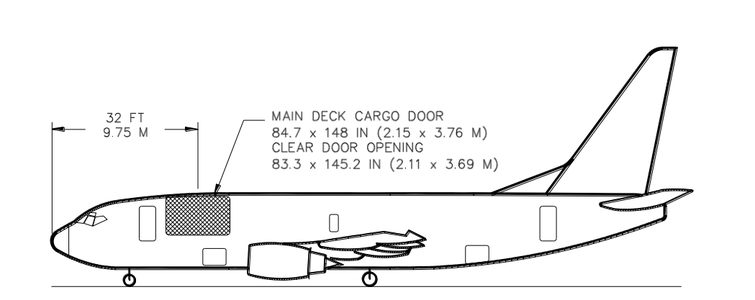 32 FT
9.75 M
MAIN DECK CARGO DOOR
84.7 x 148 IN (2.15 x 3.76 M)
CLEAR DOOR OPENING
83.3 x 145.2 IN (2.11 x 3.69 M)